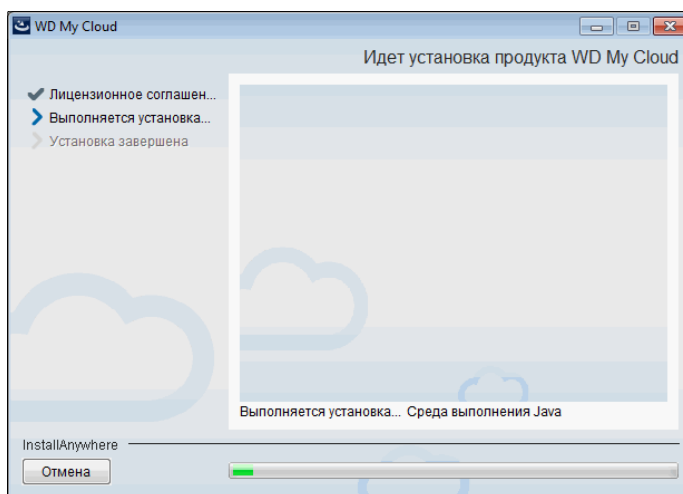 WD My Cloud
Идет установка продукта WD My Cloud
Лицензионное соглашен...
Выполняется установка...
Установка завершена
Выполняется установка... Среда выполнения Java
InstallAnywhere
Отмена